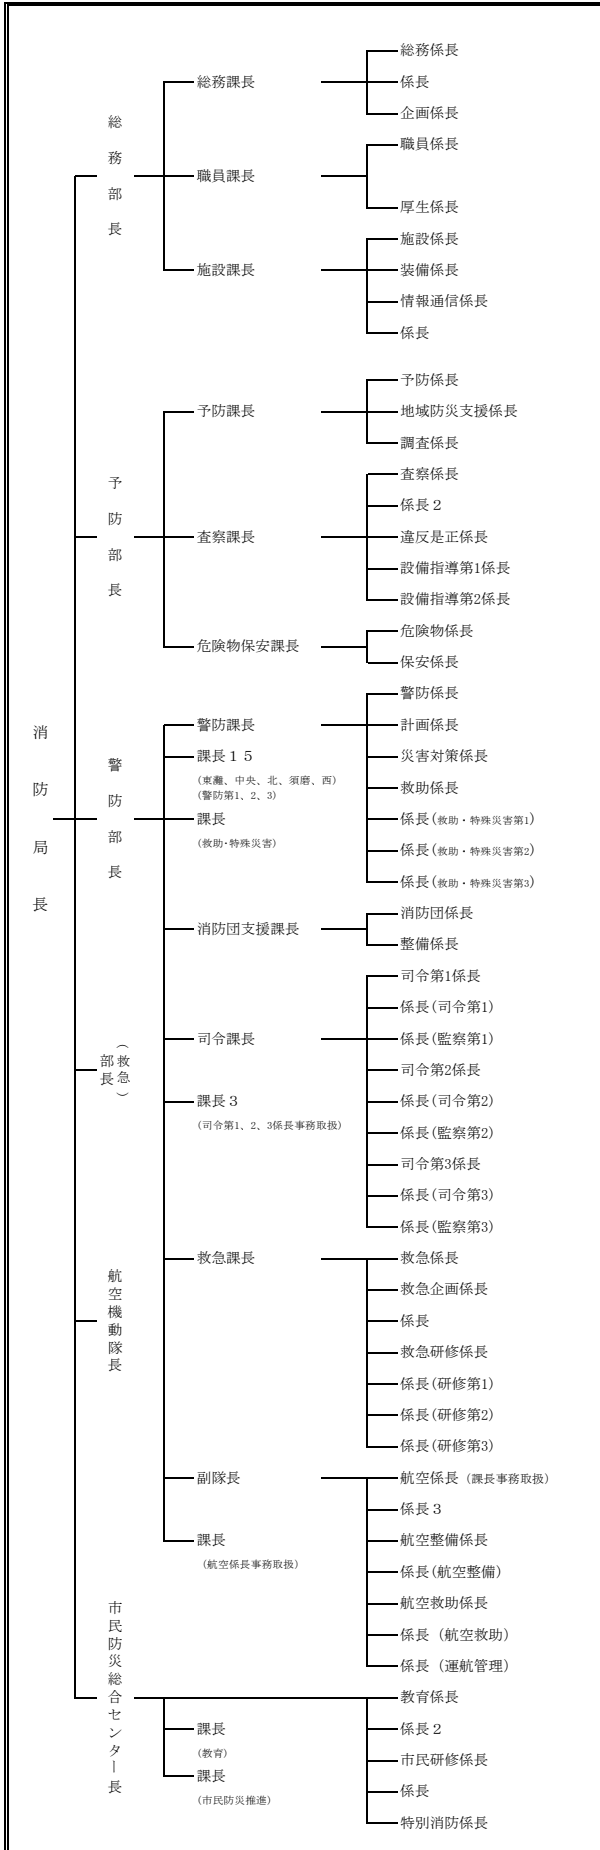 消防局長
総務部長
総務課長
総務係長
係長
企画係長
職員課長
職員係長
厚生係長
施設課長
施設係長
装備係長
情報通信係長
係長
予防部長
予防課長
予防係長
地域防災支援係長
調査係長
査察課長
査察係長
係長２
違反是正係長
設備指導第1係長
設備指導第2係長
危険物保安課長
危険物係長
保安係長
警防部長
警防課長
課長１５
(東灘、中央、北、須磨、西)
(警防第1、2、3)
課長
(救助・特殊災害)
警防係長
計画係長
災害対策係長
救助係長
係長(救助・特殊災害第1)
係長(救助・特殊災害第2)
係長(救助・特殊災害第3)
消防団支援課長
消防団係長
整備係長
司令課長
課長３
(司令第1、2、3係長事務取扱)
司令第1係長
係長(司令第1)
係長(監察第1)
司令第2係長
係長(司令第2)
係長(監察第2)
司令第3係長
係長(司令第3)
係長(監察第3)
部長
(救急)
救急課長
救急係長
救急企画係長
係長
救急研修係長
係長(研修第1)
係長(研修第2)
係長(研修第3)
航空機動隊長
副隊長
課長
(航空係長事務取扱)
航空係長 (課長事務取扱)
係長３
航空整備係長
係長(航空整備)
航空救助係長
係長 (航空救助)
係長 (運航管理)
市民防災総合センター長
課長
(教育)
課長
(市民防災推進)
教育係長
係長２
市民研修係長
係長
特別消防係長